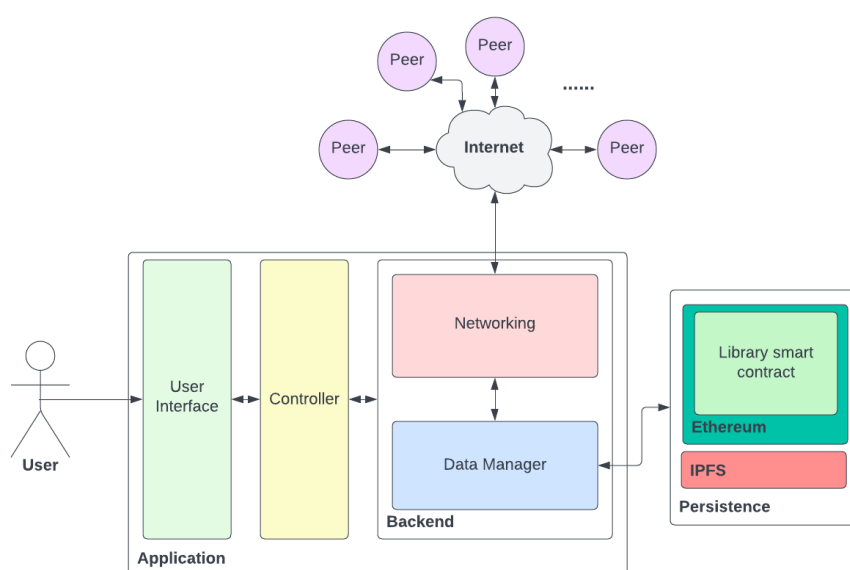 Peer
Peer
......
Peer
Internet
Peer
Networking
Library smart
contract
User
Interface
Controller
Ethereum
User
Data Manager
IPFS
Persistence
Backend
Application